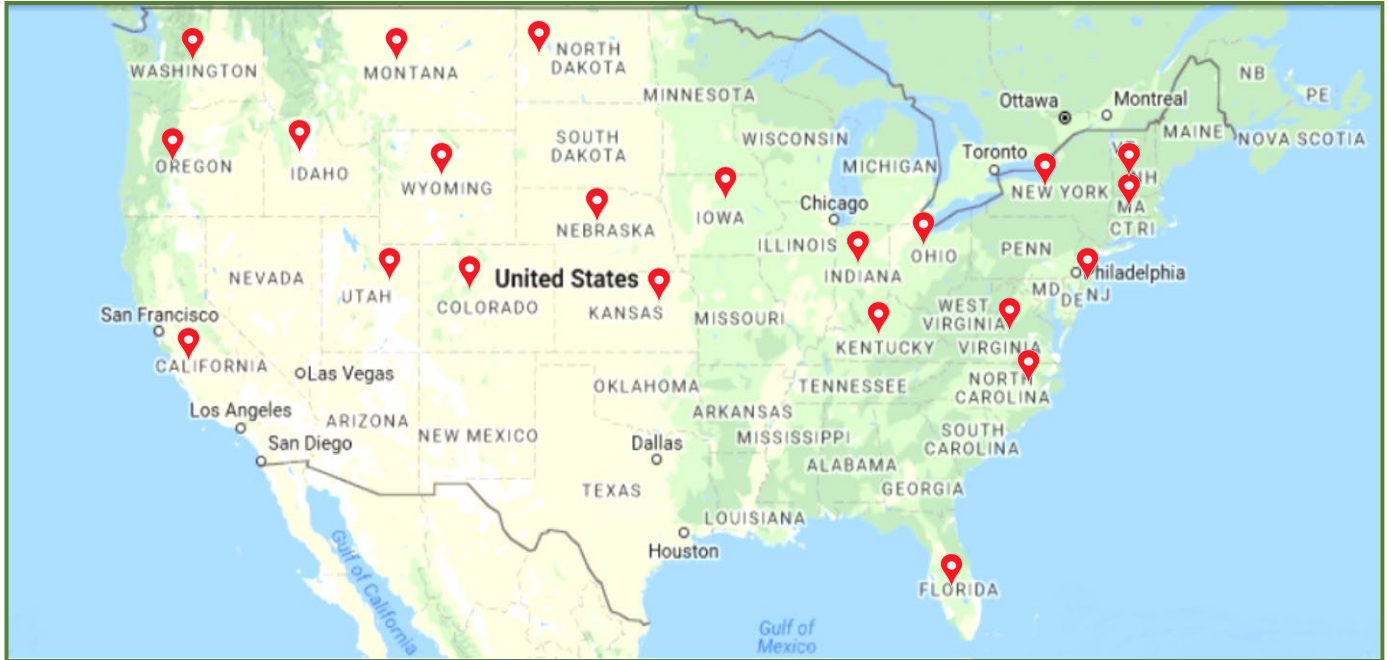 WASHINGTON
MONTANA
NORTH
DAKOTA
MINNESOTA
Ottawa
Montreal
NB
PE
NOVA SCOTIA
MAINE
OREGON
IDAHO
WYOMING
SOUTH
DAKOTA
WISCONSIN
MICHIGAN
Toronto
VT
NH
NEW YORK
MA
CT RI
NEBRASKA
IOWA
Chicago
ILLINOIS
INDIANA
OHIO
PENN
Philadelphia
MD
DE
NJ
NEVADA
UTAH
COLORADO
United States
KANSAS
MISSOURI
WEST
VIRGINIA
KENTUCKY
VIRGINIA
San Francisco
CALIFORNIA
Las Vegas
Los Angeles
San Diego
ARIZONA
NEW MEXICO
OKLAHOMA
ARKANSAS
TENNESSEE
NORTH
CAROLINA
SOUTH
CAROLINA
Dallas
MISSISSIPPI
ALABAMA
GEORGIA
TEXAS
LOUISIANA
Houston
FLORIDA
Gulf of California
Gulf of
Mexico